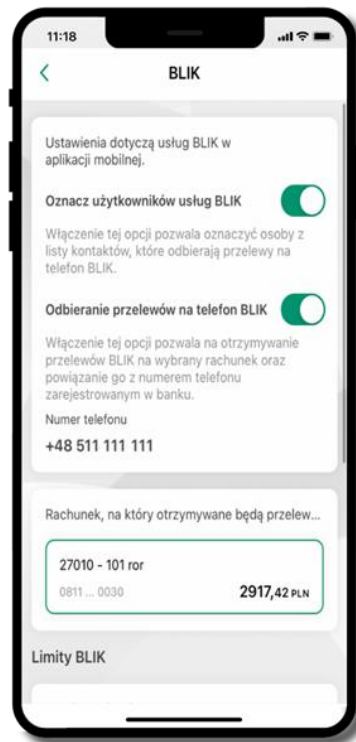 11:18
BLIK
Ustawienia dotyczą usług BLIK w
aplikacji mobilnej.
Oznacz użytkowników usług BLIK
Włączenie tej opcji pozwala oznaczyć osoby z
listy kontaktów, które odbierają przelewy na
telefon BLIK.
Odbieranie przelewów na telefon BLIK
Włączenie tej opcji pozwala na otrzymywanie
przelewów BLIK na wybrany rachunek oraz
powiązanie go z numerem telefonu
zarejestrowanym w banku.
Numer telefonu
+48 511 111 111
Rachunek, na który otrzymywane będą przelew...
27010 - 101 ror
0811 ... 0030 2917,42 PLN
Limity BLIK